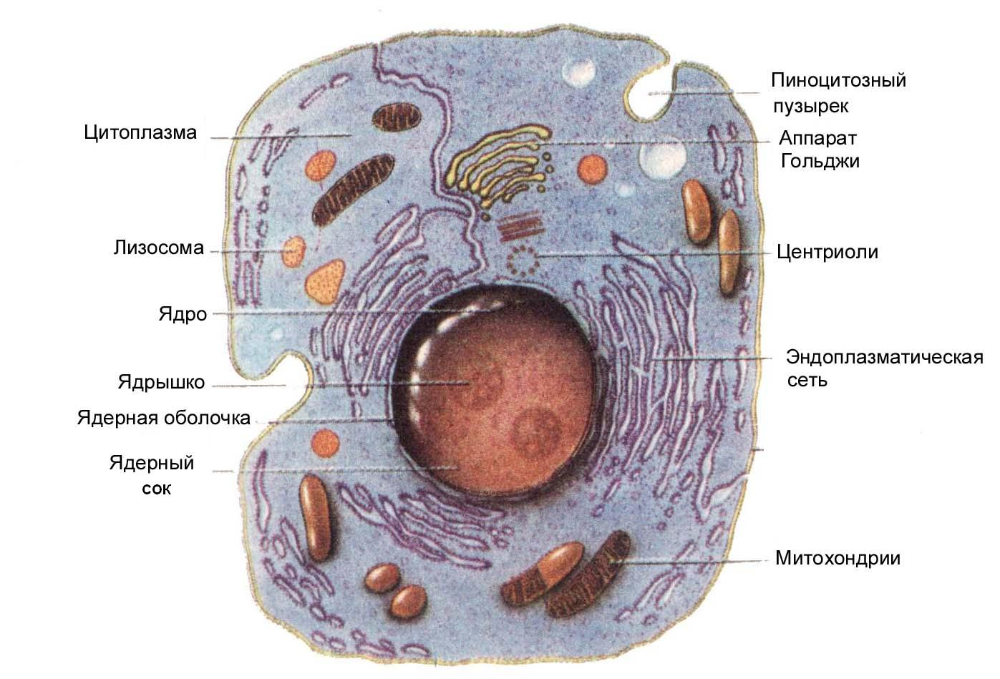 Пиноцитозный
пузырек
Цитоплазма
Аппарат
Гольджи
Лизосома
Центриоли
Ядро
Эндоплазматическая
сеть
Ядрышко
Ядерная оболочка
Ядерный
сок
Митохондрии